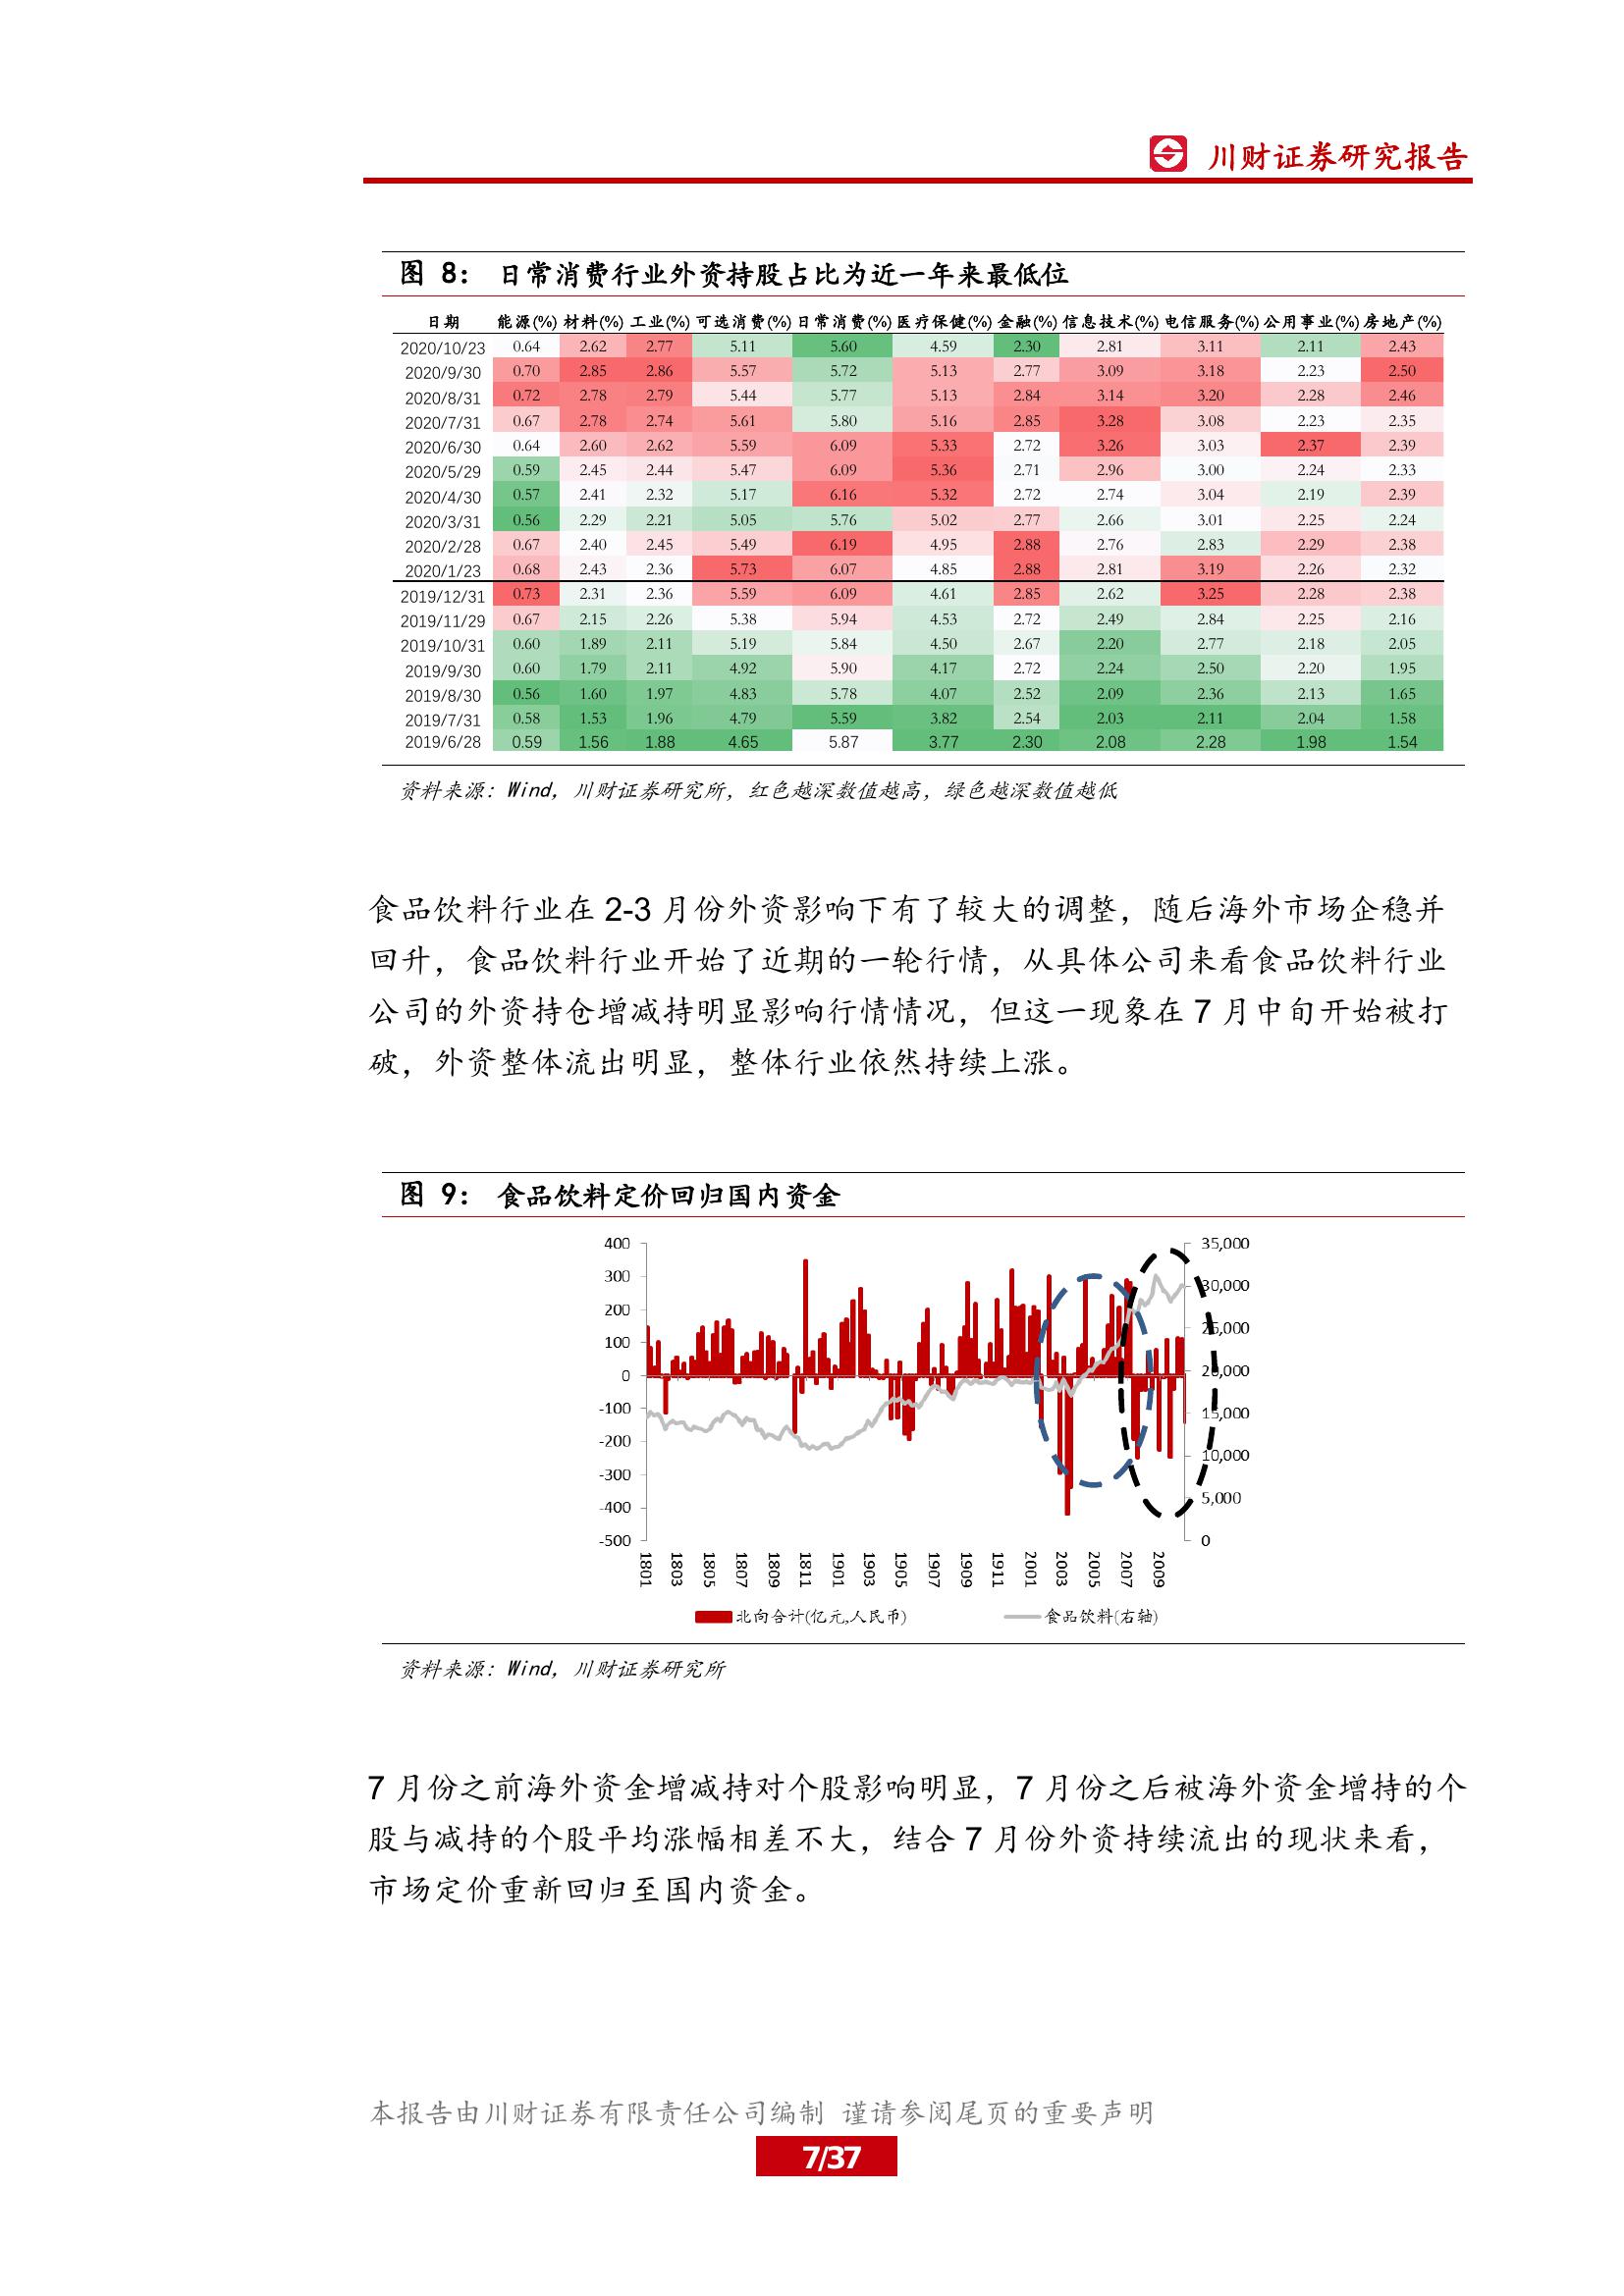 川财证券研究报告
图 8： 日常消费行业外资持股占比为近一年来最低位
日期 能源(%) 材料(%) 工业(%) 可选消费(%) 日常消费(%) 医疗保健(%) 金融(%) 信息技术(%) 电信服务(%) 公用事业(%) 房地产(%)
2020/10/23 0.64 2.62 2.77 5.11 5.60 4.59 2.30 2.81 3.11 2.11 2.43
2020/9/30 0.70 2.85 2.86 5.57 5.72 5.13 2.77 3.09 3.18 2.23 2.50
2020/8/31 0.72 2.78 2.79 5.44 5.77 5.13 2.84 3.14 3.20 2.28 2.46
2020/7/31 0.67 2.78 2.74 5.61 5.80 5.16 2.85 3.28 3.08 2.23 2.35
2020/6/30 0.64 2.60 2.62 5.59 6.09 5.33 2.72 3.26 3.03 2.37 2.39
2020/5/29 0.59 2.45 2.44 5.47 6.09 5.36 2.71 2.96 3.00 2.24 2.33
2020/4/30 0.57 2.41 2.32 5.17 6.16 5.32 2.72 2.74 3.04 2.19 2.39
2020/3/31 0.56 2.29 2.21 5.05 5.76 5.02 2.77 2.66 3.01 2.25 2.24
2020/2/28 0.67 2.40 2.45 5.49 6.19 4.95 2.88 2.76 2.83 2.29 2.38
2020/1/23 0.68 2.43 2.36 5.73 6.07 4.85 2.88 2.81 3.19 2.26 2.32
2019/12/31 0.73 2.31 2.36 5.59 6.09 4.61 2.85 2.62 3.25 2.28 2.38
2019/11/29 0.67 2.15 2.26 5.38 5.94 4.53 2.72 2.49 2.84 2.25 2.16
2019/10/31 0.60 1.89 2.11 5.19 5.84 4.50 2.67 2.20 2.77 2.18 2.05
2019/9/30 0.60 1.79 2.11 4.92 5.90 4.17 2.72 2.24 2.50 2.20 1.95
2019/8/30 0.56 1.60 1.97 4.83 5.78 4.07 2.52 2.09 2.36 2.13 1.65
2019/7/31 0.58 1.53 1.96 4.79 5.59 3.82 2.54 2.03 2.11 2.04 1.58
2019/6/28 0.59 1.56 1.88 4.65 5.87 3.77 2.30 2.08 2.28 1.98 1.54
资料来源：Wind，川财证券研究所，红色越深数值越高，绿色越深数值越低
食品饮料行业在 2-3 月份外资影响下有了较大的调整，随后海外市场企稳并
回升，食品饮料行业开始了近期的一轮行情，从具体公司来看食品饮料行业
公司的外资持仓增减持明显影响行情情况，但这一现象在 7 月中旬开始被打
破，外资整体流出明显，整体行业依然持续上涨。
图 9： 食品饮料定价回归国内资金
400 35,000
300 30,000
200 25,000
100 20,000
0 15,000
-100 10,000
-200 5,000
-300 0
-400
-500
1801 1803 1805 1807 1809 1811 1901 1903 1905 1907 1909 1911 2001 2003 2005 2007 2009
北向合计(亿元,人民币) 食品饮料(右轴)
资料来源：Wind，川财证券研究所
7 月份之前海外资金增减持对个股影响明显，7 月份之后被海外资金增持的个
股与减持的个股平均涨幅相差不大，结合 7 月份外资持续流出的现状来看，
市场定价重新回归至国内资金。
本报告由川财证券有限责任公司编制 谨请参阅尾页的重要声明
7/37